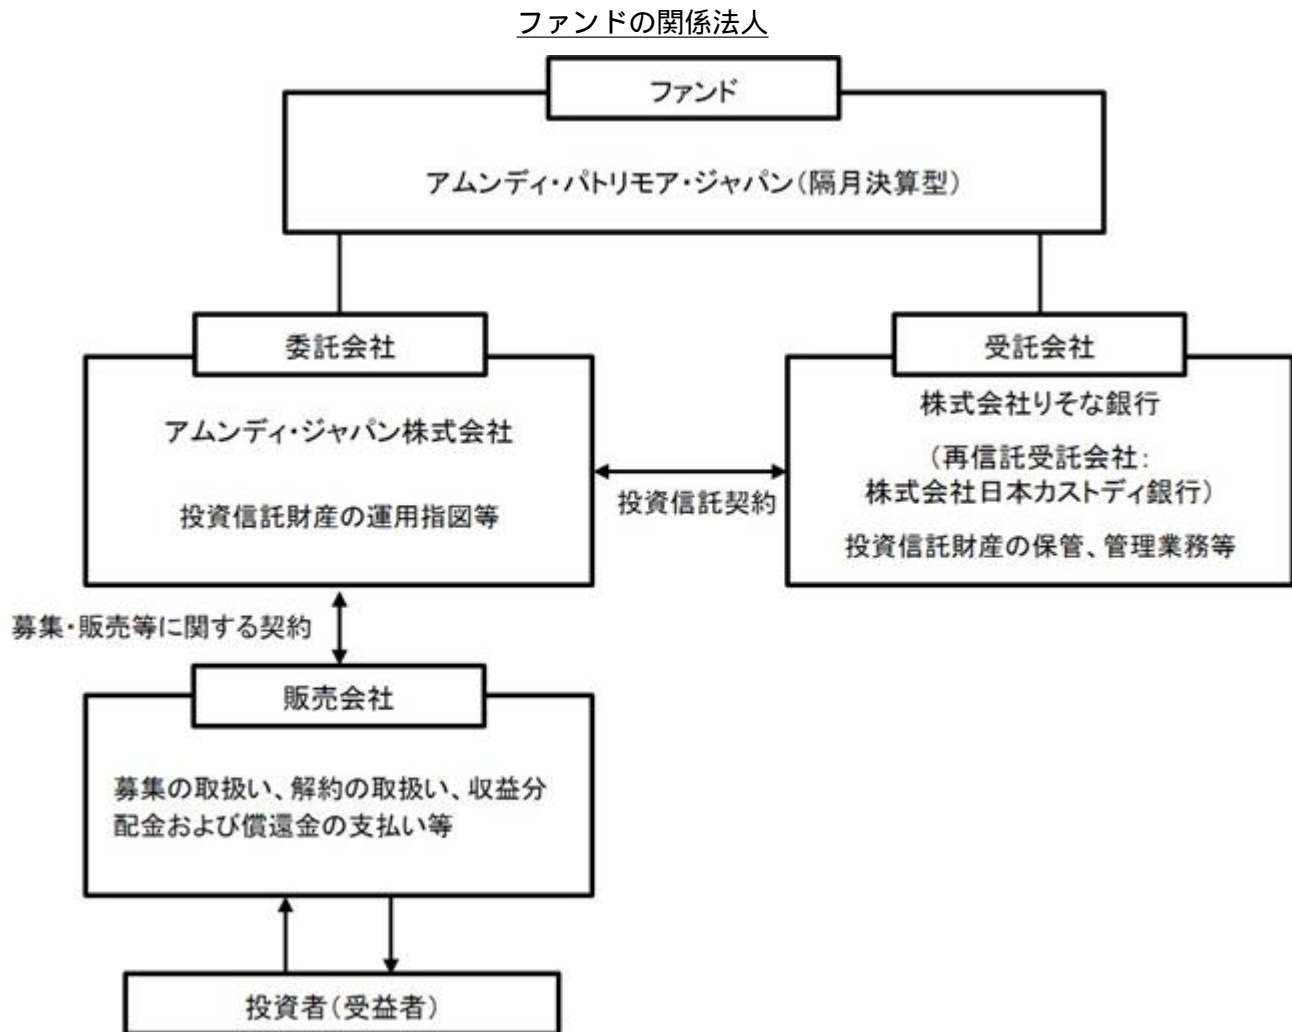 ファンドの関係法人
ファンド
アムンディ・パトリモア・ジャパン(隔月決算型)
委託会社
アムンディ・ジャパン株式会社
投資信託財産の運用指図等
投資信託契約
受託会社
株式会社りそな銀行
(再信託受託会社:
株式会社日本カストディ銀行)
投資信託財産の保管、管理業務等
募集・販売等に関する契約
販売会社
募集の取扱い、解約の取扱い、収益分
配金および償還金の支払い等
投資者(受益者)